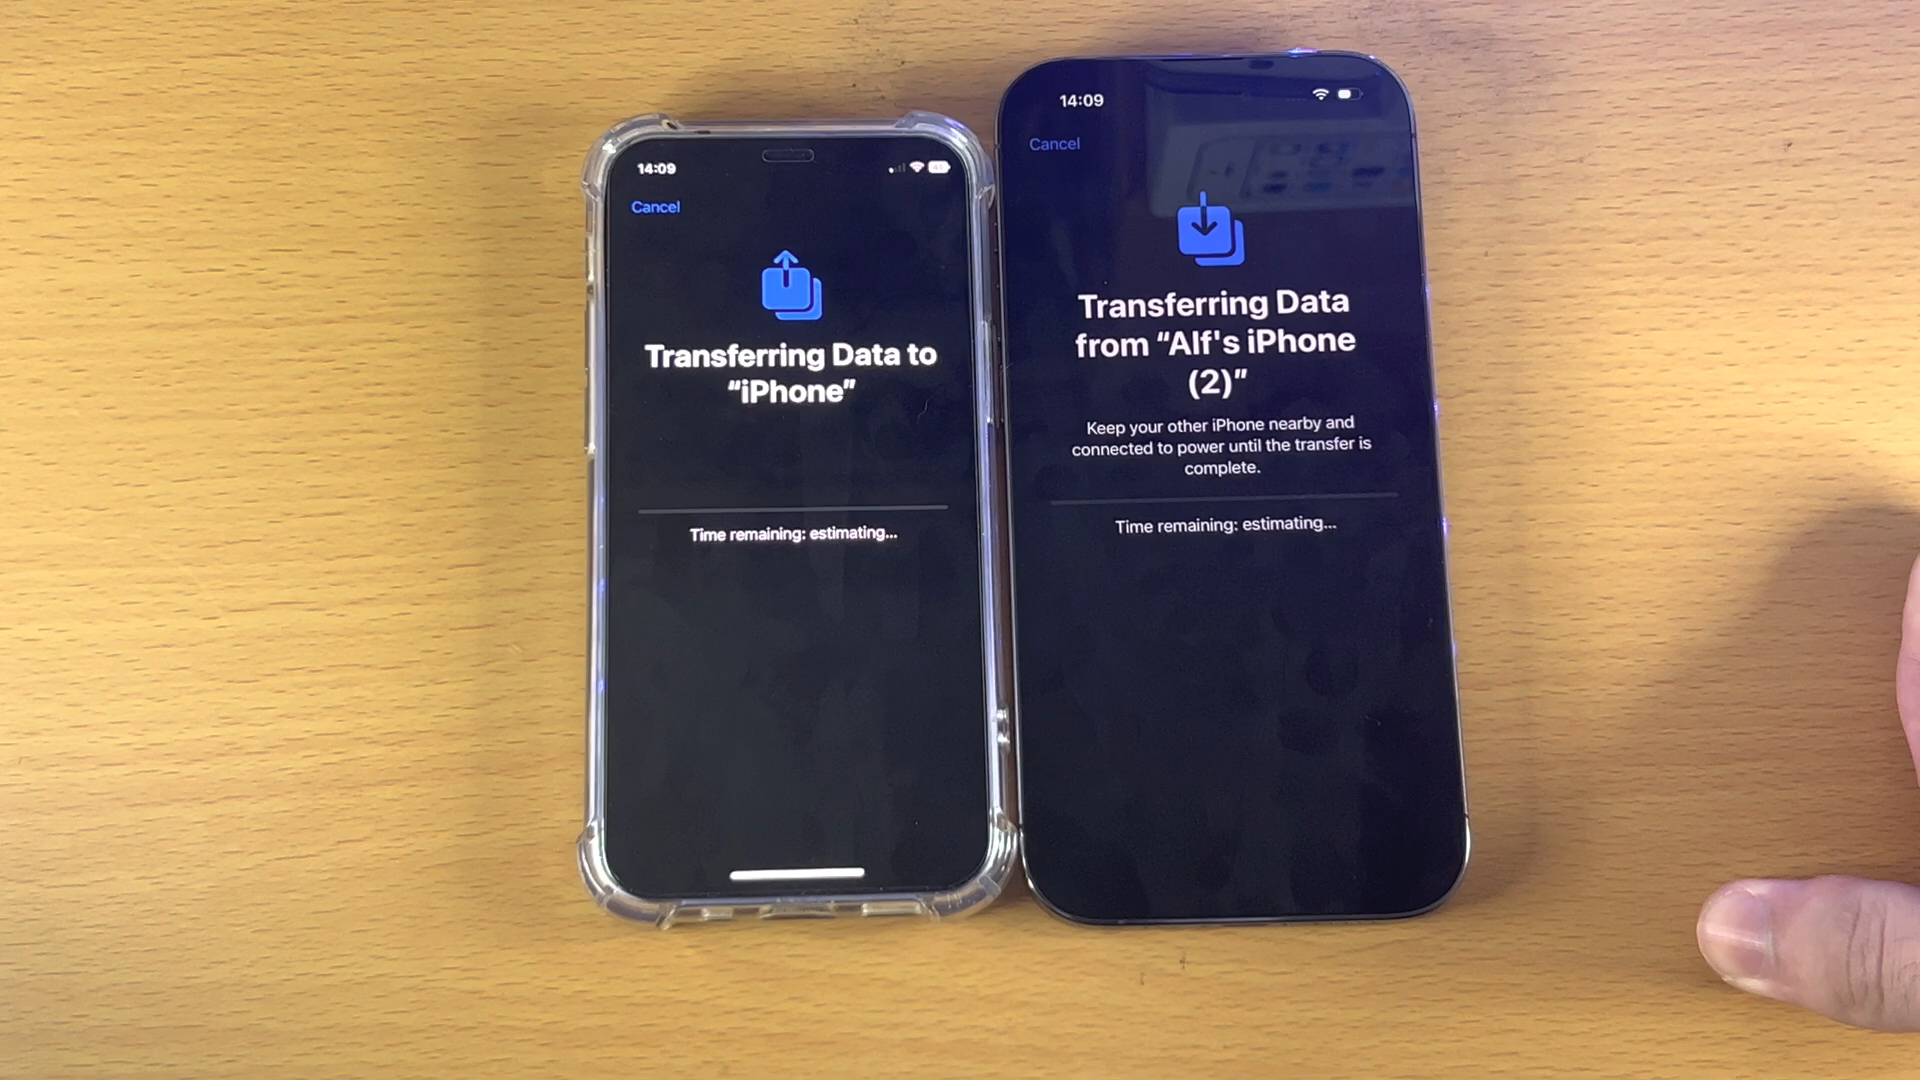 14:09
Cancel
Transferring Data to
“iPhone”
Time remaining: estimating...
14:09
Cancel
Transferring Data
from “Alf's iPhone
(2)”
Keep your other iPhone nearby and
connected to power until the transfer is
complete.
Time remaining: estimating...